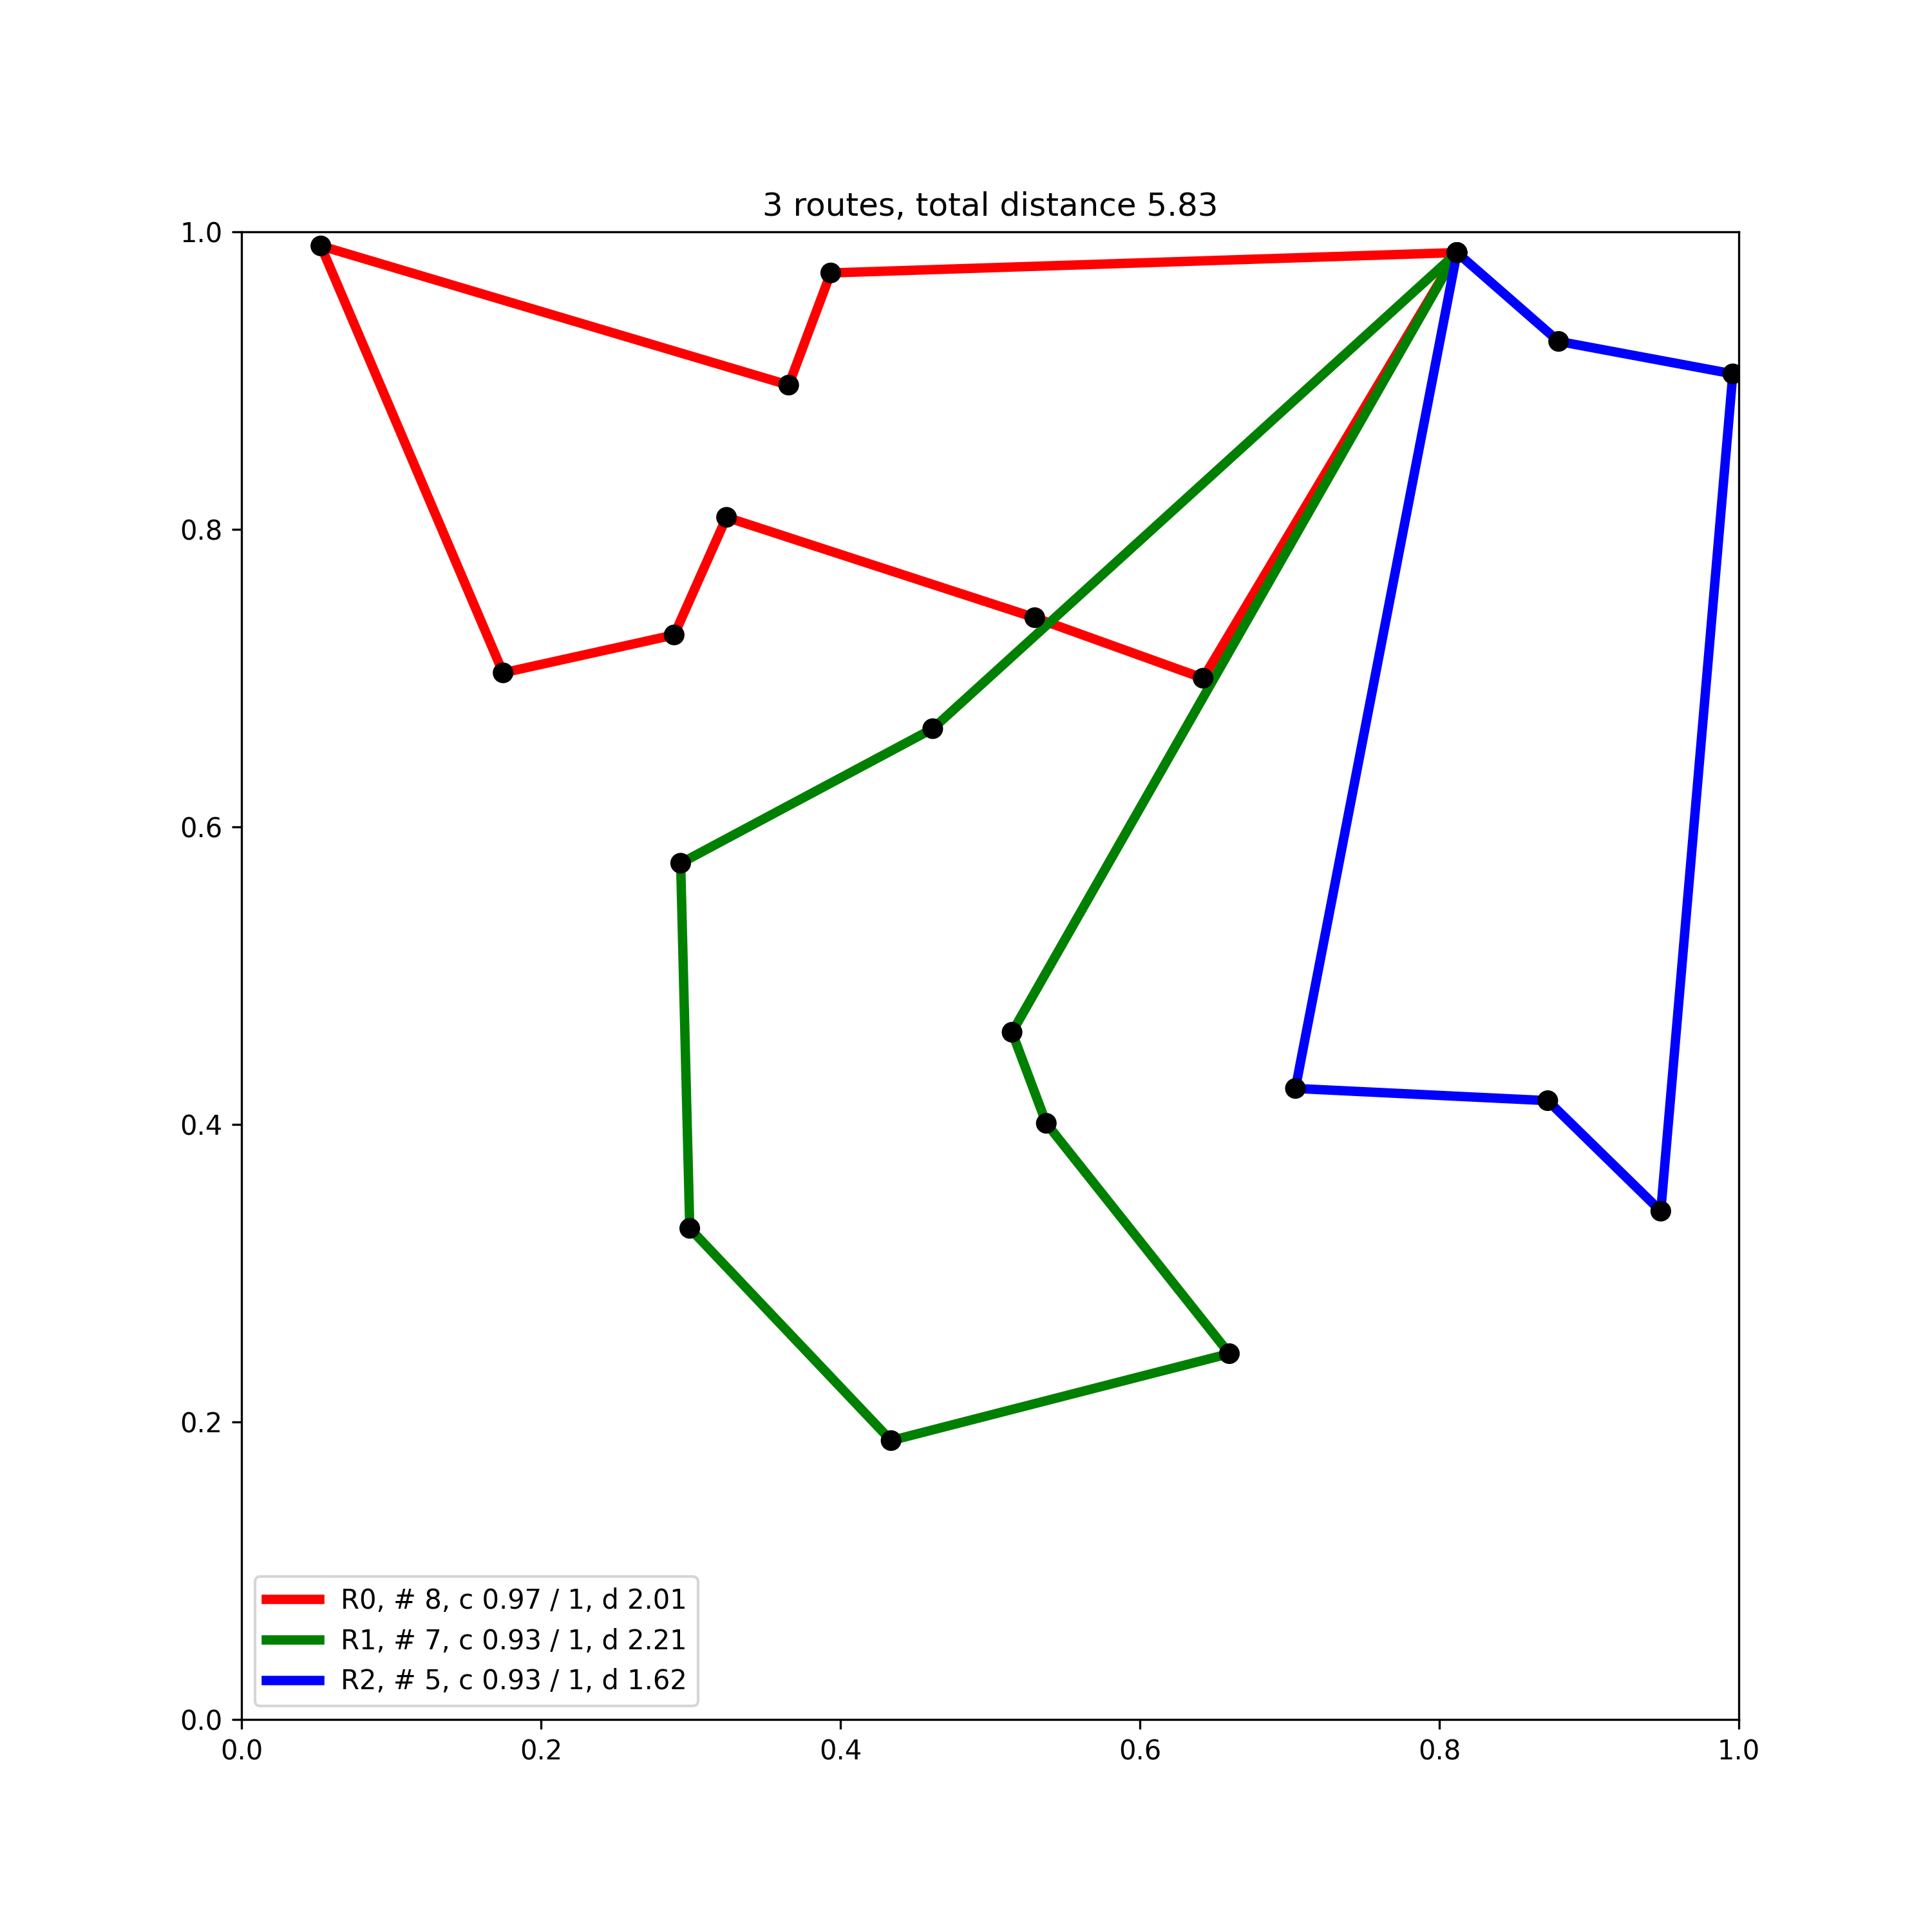 3 routes, total distance 5.83
1.0
0.8
0.6
0.4
0.2
0.0
R0, # 8, c 0.97 / 1, d 2.01
R1, # 7, c 0.93 / 1, d 2.21
R2, # 5, c 0.93 / 1, d 1.62
0.0 0.2 0.4 0.6 0.8 1.0